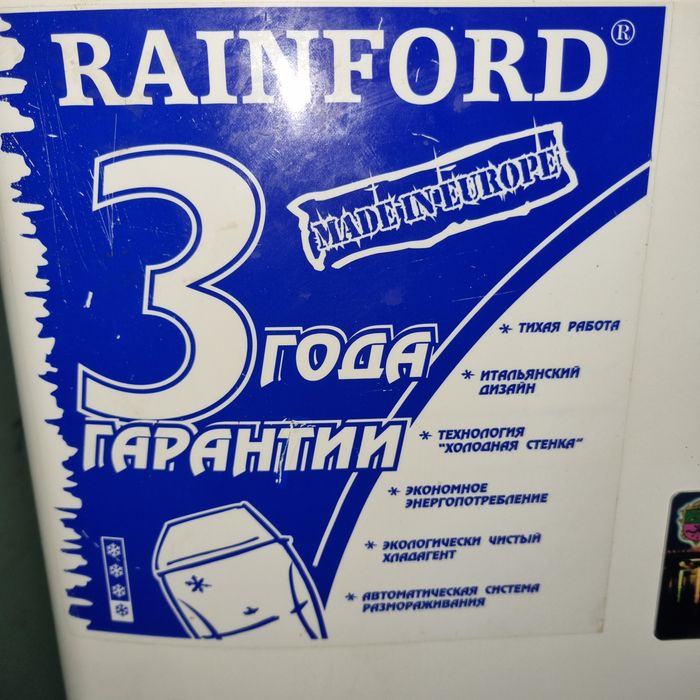 RAINFORD®
MADE IN EUROPE
3 ГОДА
ГАРАНТИИ
* ТИХАЯ РАБОТА
* ИТАЛЬЯНСКИЙ
ДИЗАЙН
* ТЕХНОЛОГИЯ
"ХОЛОДНАЯ СТЕНКА"
* ЭКОНОМНОЕ
ЭНЕРГОПОТРЕБЛЕНИЕ
* ЭКОЛОГИЧЕСКИ ЧИСТЫЙ
ХЛАДАГЕНТ
* АВТОМАТИЧЕСКАЯ СИСТЕМА
РАЗМОРАЖИВАНИЯ